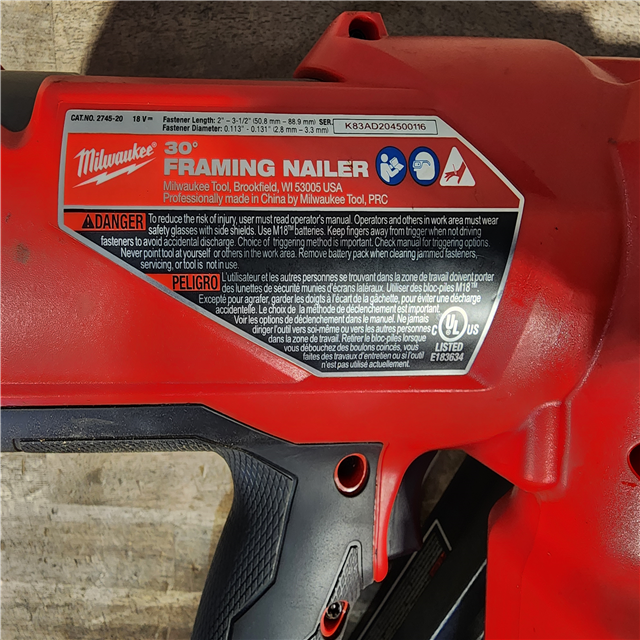 CAT.NO. 2745-20 18 V Fastener Length: 2" – 3-1/2" (50.8 mm – 88.9 mm) SER.
Fastener Diameter: 0.113" - 0.131" (2.8 mm – 3.3 mm)
K83AD204500116
Milwaukee
30°
FRAMING NAILER
Milwaukee Tool, Brookfield, WI 53005 USA
Professionally made in China by Milwaukee Tool, PRC
DANGER To reduce the risk of injury, user must read operator's manual. Operators and others in work area must wear
safety glasses with side shields. Use M18™ batteries. Keep fingers away from trigger when not driving
fasteners to avoid accidental discharge. Choice of triggering method is important. Check manual for triggering options.
Never point tool at yourself or others in work area. Remove battery pack when clearing jammed fasteners,
servicing, or tool is not in use.
PELIGRO L'utilisateur et les autres personnes se trouvant dans la zone de travail doivent porter
des lunettes de sécurité munies d'écrans latéraux. Utiliser des bloc-piles M18™.
Excepté pour agrafer, garder les doigts à l'écart de la gâchette, pour éviter une décharge
accidentelle. Le choix de la méthode de déclenchement est important.
Voir les options de déclenchement dans le manuel. Ne jamais
diriger l'outil vers soi-même ou vers les autres personnes
dans la zone de travail. Retirer le bloc-piles lorsque
vous débouchez des boulons coincés, vous
faites des travaux d'entretien ou si l'outil
n'est pas utilisé actuellement.
C UL US
LISTED
E183634